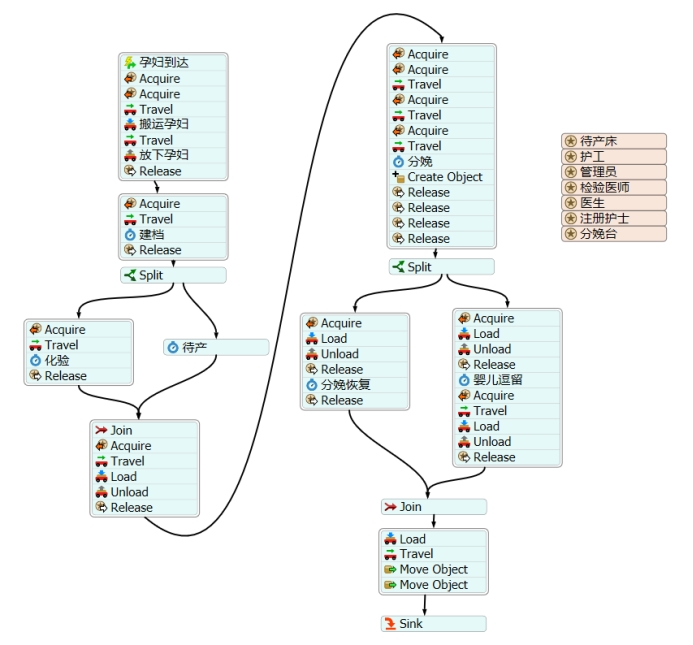 孕妇到达
Acquire
Acquire
Travel
搬运孕妇
Travel
放下孕妇
Release
Acquire
Travel
建档
Release
Split
Acquire
Travel
化验
Release
待产
Join
Acquire
Travel
Load
Unload
Release
Acquire
Acquire
Travel
Acquire
Travel
Acquire
Travel
分娩
Create Object
Release
Release
Release
Release
Split
Acquire
Load
Unload
分娩恢复
Release
Acquire
Load
Unload
Release
婴儿逗留
Acquire
Travel
Load
Unload
Release
Join
Load
Travel
Move Object
Move Object
Sink
待产床
护工
管理员
检验医师
医生
注册护士
分娩台